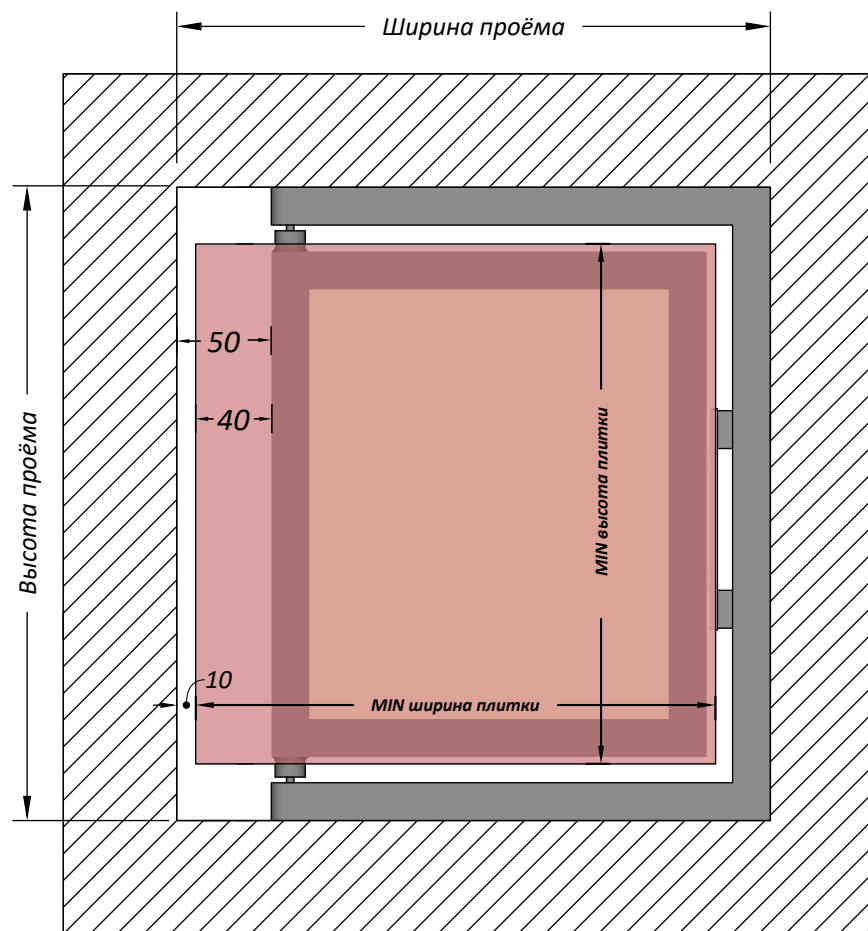 Ширина проёма
50
40
Высота проёма
MIN высота плитки
10
MIN ширина плитки